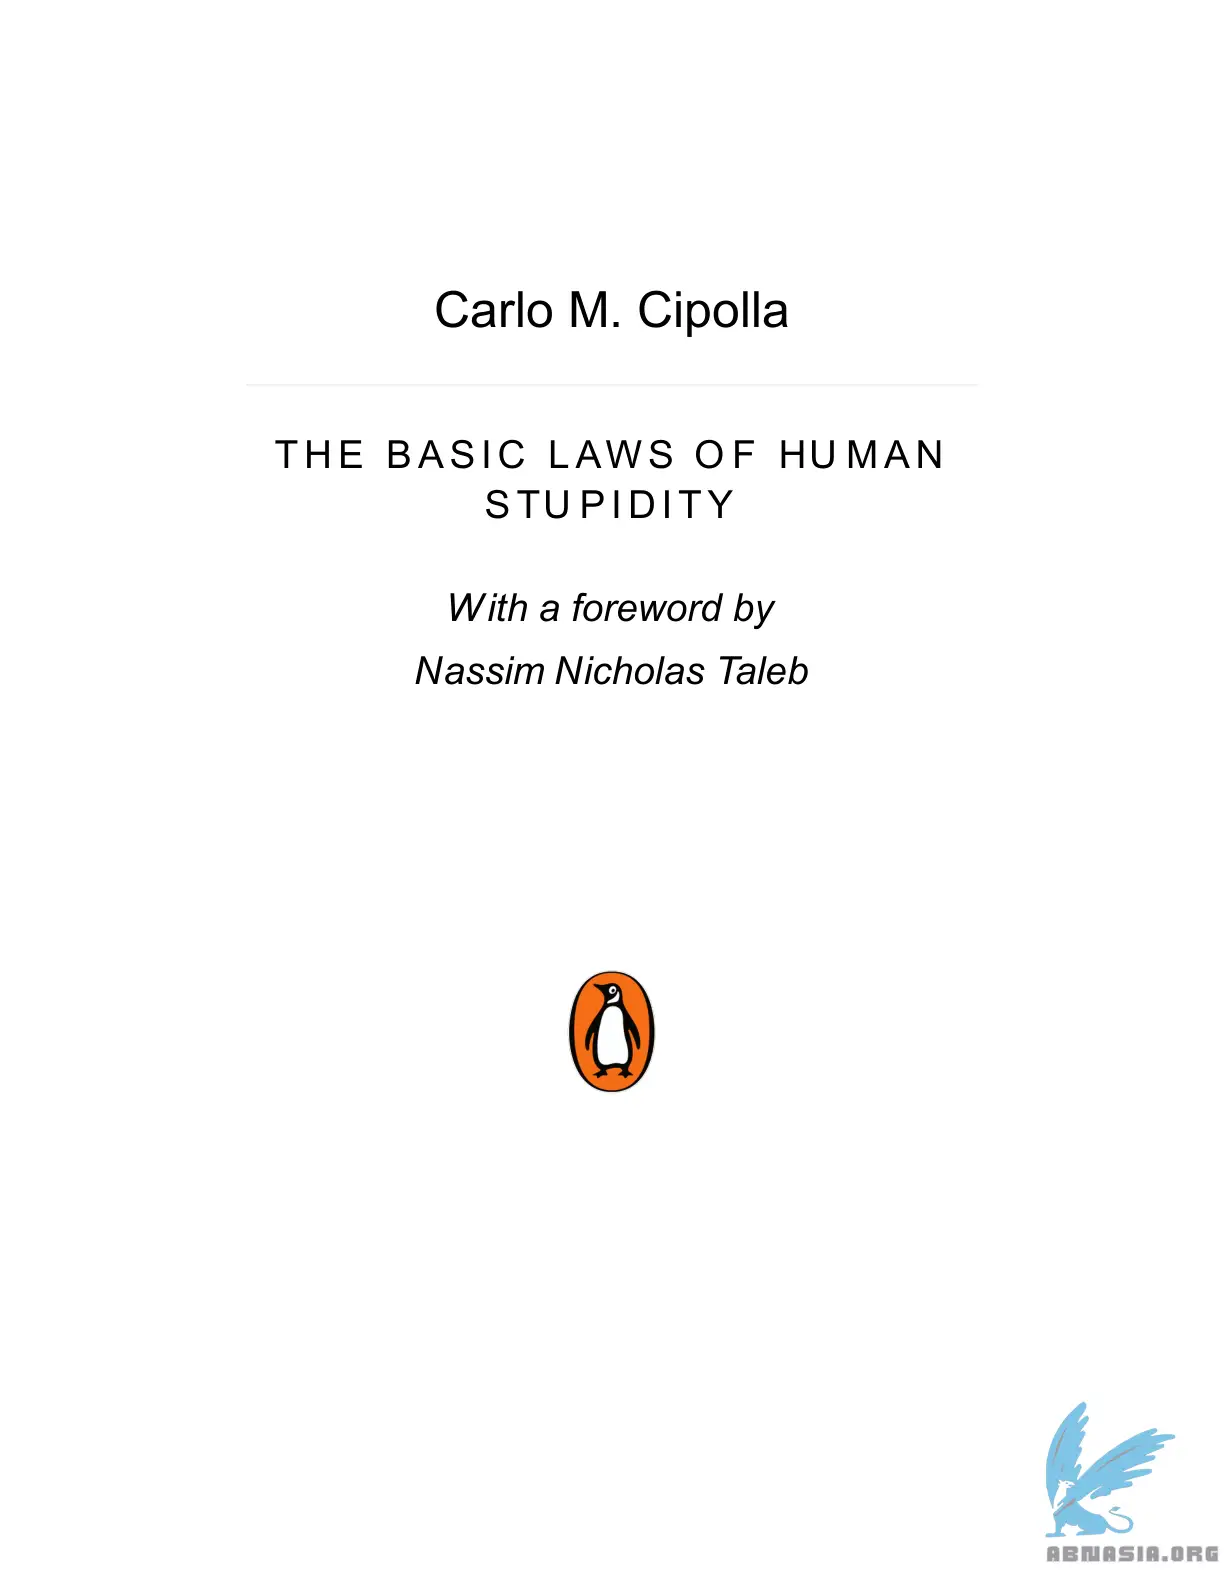 Carlo M. Cipolla
THE BASIC LAWS OF HUMAN
STUPIDITY
With a foreword by
Nassim Nicholas Taleb
ABNASIA.ORG